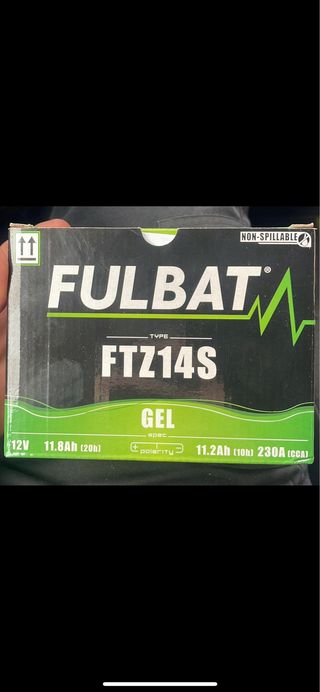 NON-SPILLABLE
FULBAT®
TYPE
FTZ14S
GEL
spec
12V 11.8Ah (20h) + polarity - 11.2Ah (10h) 230A (CCA)